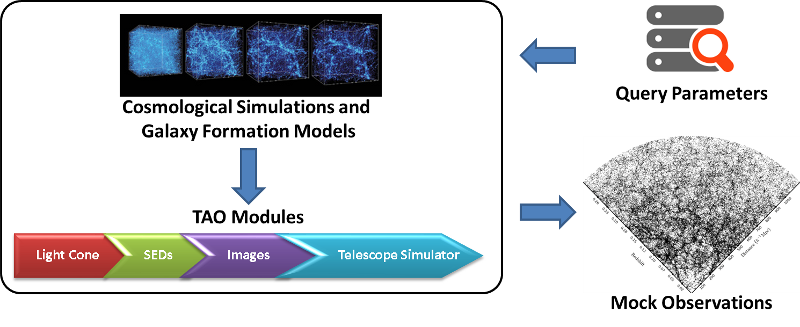 Cosmological Simulations and
Galaxy Formation Models
TAO Modules
Light Cone
SEDs
Images
Telescope Simulator
Query Parameters
Mock Observations